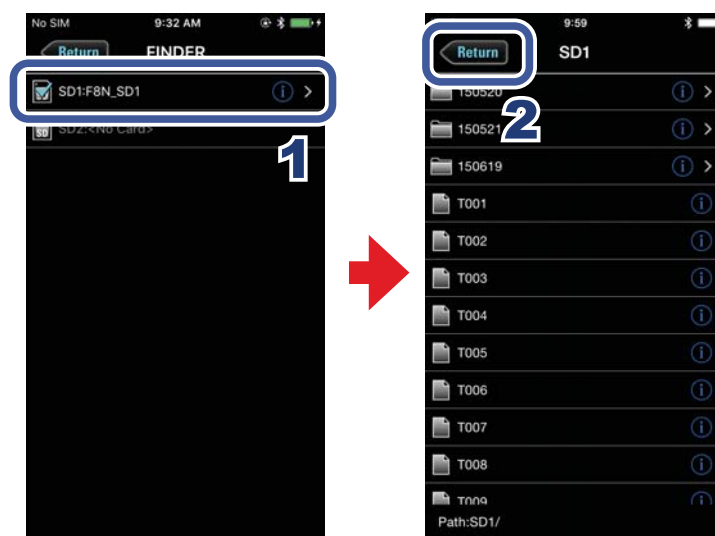 No SIM 9:32 AM
Return FINDER
SD1:F8N_SD1
SD SD2:<No Card>
1
9:59
Return SD1
150520
150521
2
150619
T001
T002
T003
T004
T005
T006
T007
T008
T009
Path:SD1/